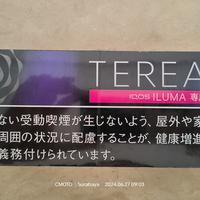 TEREA
IQOS ILUMA 専
ない受動喫煙が生じないよう、屋外や家
周囲の状況に配慮することが、健康増進
義務付けられています。
CMOTD | Surabaya 2024.06.27 09:03